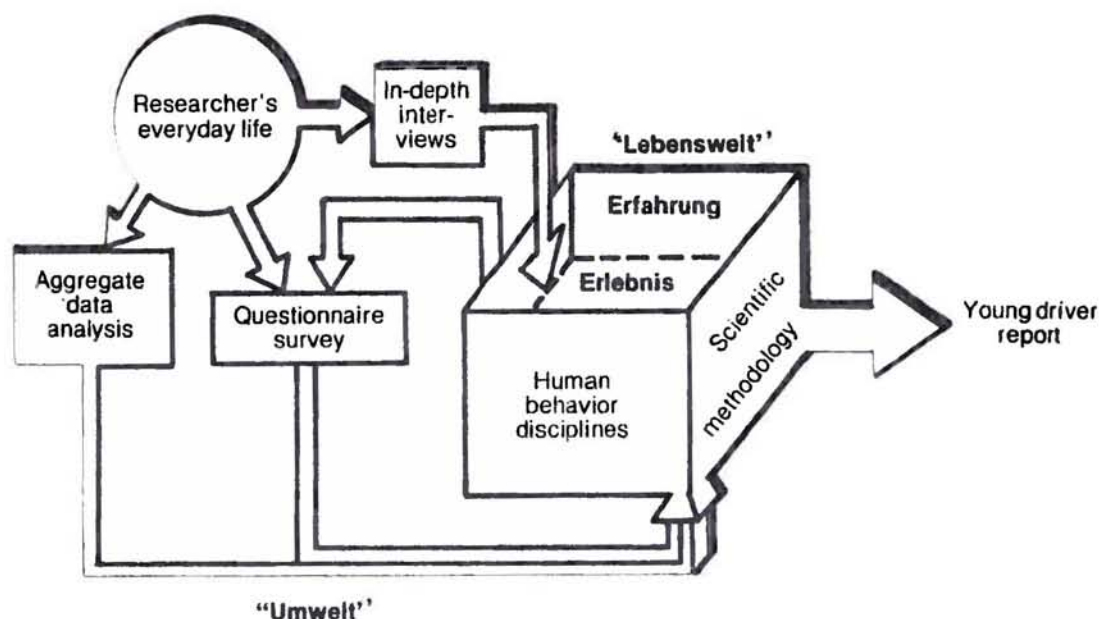 Researcher's
everyday life
In-depth
inter-
views
"Lebenswelt"
Erfahrung
Erlebnis
Aggregate
data
analysis
Questionnaire
survey
Human
behavior
disciplines
Scientific
methodology
Young driver
report
"Umwelt"